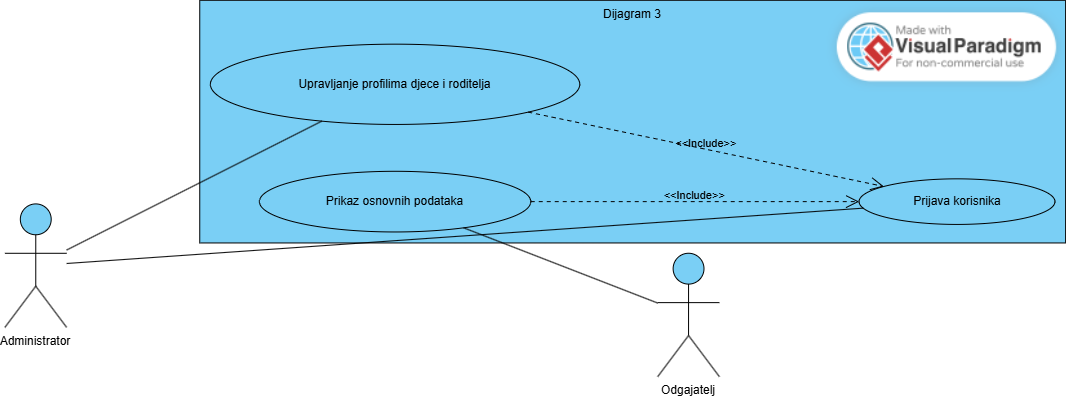 Dijagram 3
Made with
Visual Paradigm
For non-commercial use
Upravljanje profilima djece i roditelja
<<Include>>
Prikaz osnovnih podataka
<<Include>>
Prijava korisnika
Administrator
Odgajatelj